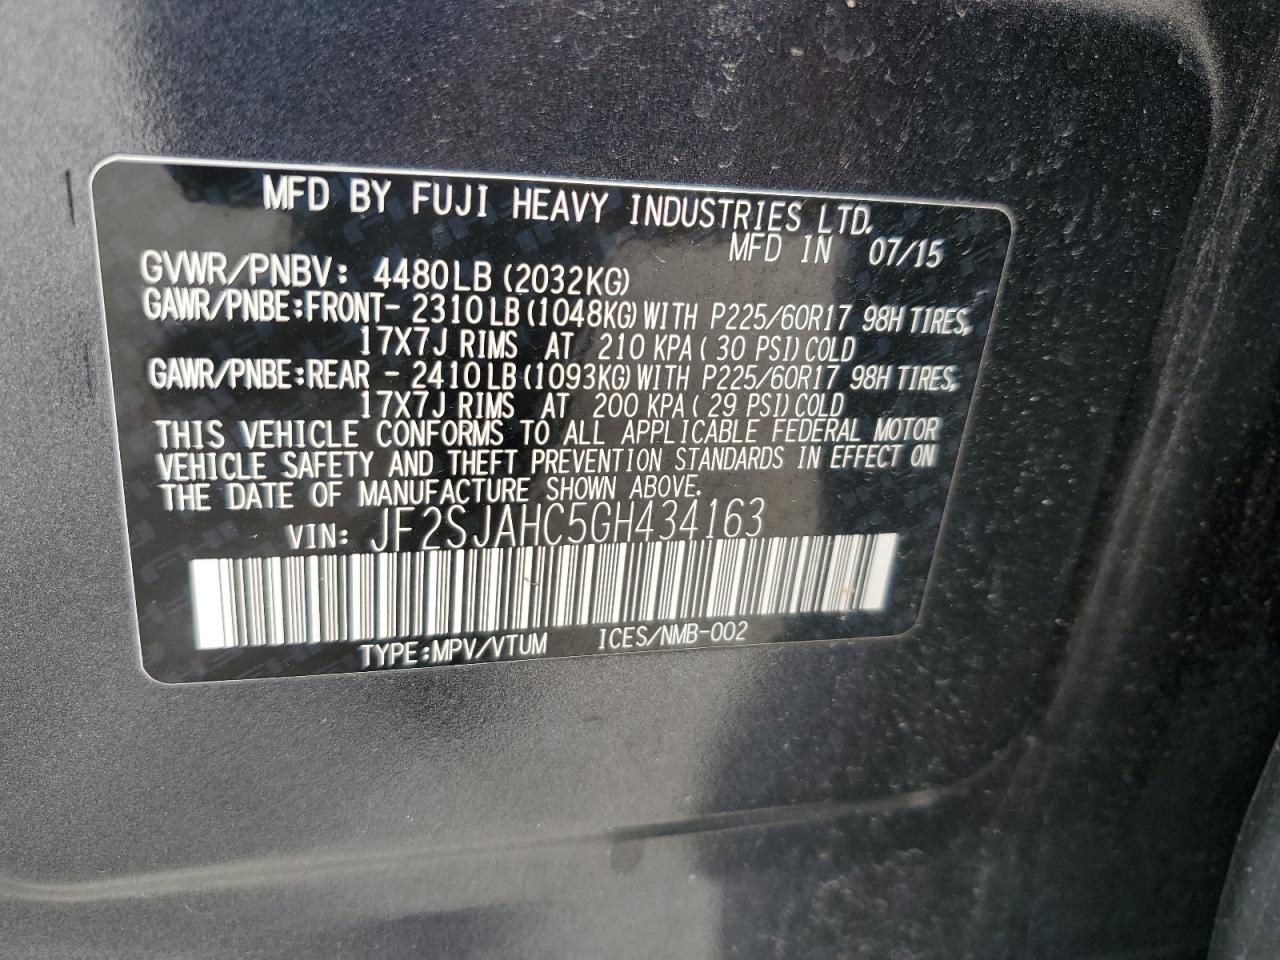 MFD BY FUJI HEAVY INDUSTRIES LTD.
MFD IN 07/15
GVWR/PNBV: 4480LB (2032KG)
GAWR/PNBE:FRONT- 2310 LB (1048KG) WITH P225/60R17 98H TIRES,
17X7J RIMS AT 210 KPA ( 30 PSI) COLD
GAWR/PNBE:REAR - 2410 LB (1093KG) WITH P225/60R17 98H TIRES,
17X7J RIMS AT 200 KPA ( 29 PSI) COLD
THIS VEHICLE CONFORMS TO ALL APPLICABLE FEDERAL MOTOR
VEHICLE SAFETY AND THEFT PREVENTION STANDARDS IN EFFECT ON
THE DATE OF MANUFACTURE SHOWN ABOVE.
VIN: JF2SJAHC5GH434163
TYPE:MPV/VTUM ICES/NMB-002